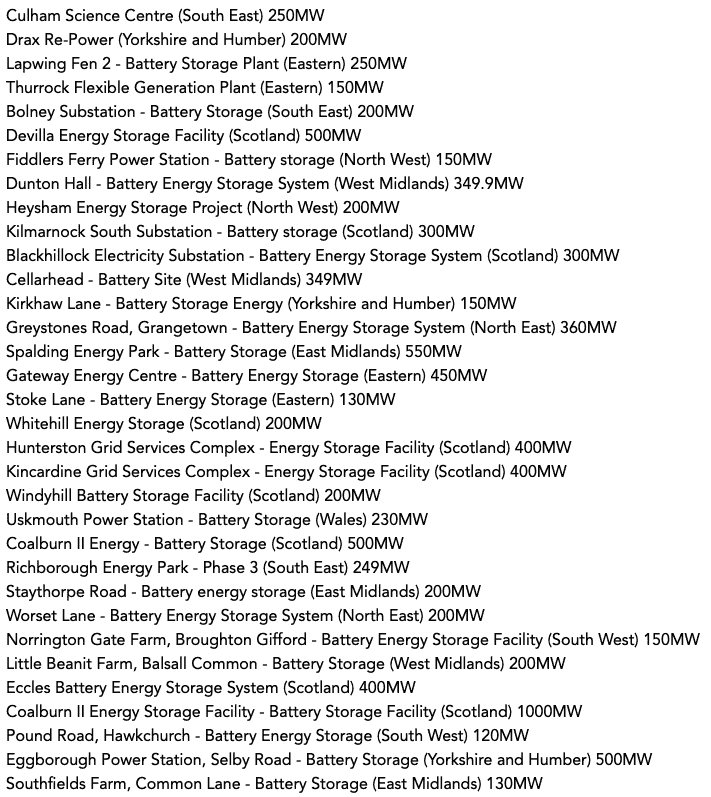 Culham Science Centre (South East) 250MW
Drax Re-Power (Yorkshire and Humber) 200MW
Lapwing Fen 2 - Battery Storage Plant (Eastern) 250MW
Thurrock Flexible Generation Plant (Eastern) 150MW
Bolney Substation - Battery Storage (South East) 200MW
Devilla Energy Storage Facility (Scotland) 500MW
Fiddlers Ferry Power Station - Battery storage (North West) 150MW
Dunton Hall - Battery Energy Storage System (West Midlands) 349.9MW
Heysham Energy Storage Project (North West) 200MW
Kilmarnock South Substation - Battery storage (Scotland) 300MW
Blackhillock Electricity Substation - Battery Energy Storage System (Scotland) 300MW
Cellarhead - Battery Site (West Midlands) 349MW
Kirkhaw Lane - Battery Storage Energy (Yorkshire and Humber) 150MW
Greystones Road, Grangetown - Battery Energy Storage System (North East) 360MW
Spalding Energy Park - Battery Storage (East Midlands) 550MW
Gateway Energy Centre - Battery Energy Storage (Eastern) 450MW
Stoke Lane - Battery Energy Storage (Eastern) 130MW
Whitehill Energy Storage (Scotland) 200MW
Hunterston Grid Services Complex - Energy Storage Facility (Scotland) 400MW
Kincardine Grid Services Complex - Energy Storage Facility (Scotland) 400MW
Windyhill Battery Storage Facility (Scotland) 200MW
Uskmouth Power Station - Battery Storage (Wales) 230MW
Coalburn II Energy - Battery Storage (Scotland) 500MW
Richborough Energy Park - Phase 3 (South East) 249MW
Staythorpe Road - Battery energy storage (East Midlands) 200MW
Worset Lane - Battery Energy Storage System (North East) 200MW
Norrington Gate Farm, Broughton Gifford - Battery Energy Storage Facility (South West) 150MW
Little Beanit Farm, Balsall Common - Battery Storage (West Midlands) 200MW
Eccles Battery Energy Storage System (Scotland) 400MW
Coalburn II Energy Storage Facility - Battery Storage Facility (Scotland) 1000MW
Pound Road, Hawkchurch - Battery Energy Storage (South West) 120MW
Eggborough Power Station, Selby Road - Battery Storage (Yorkshire and Humber) 500MW
Southfields Farm, Common Lane - Battery Storage (East Midlands) 130MW